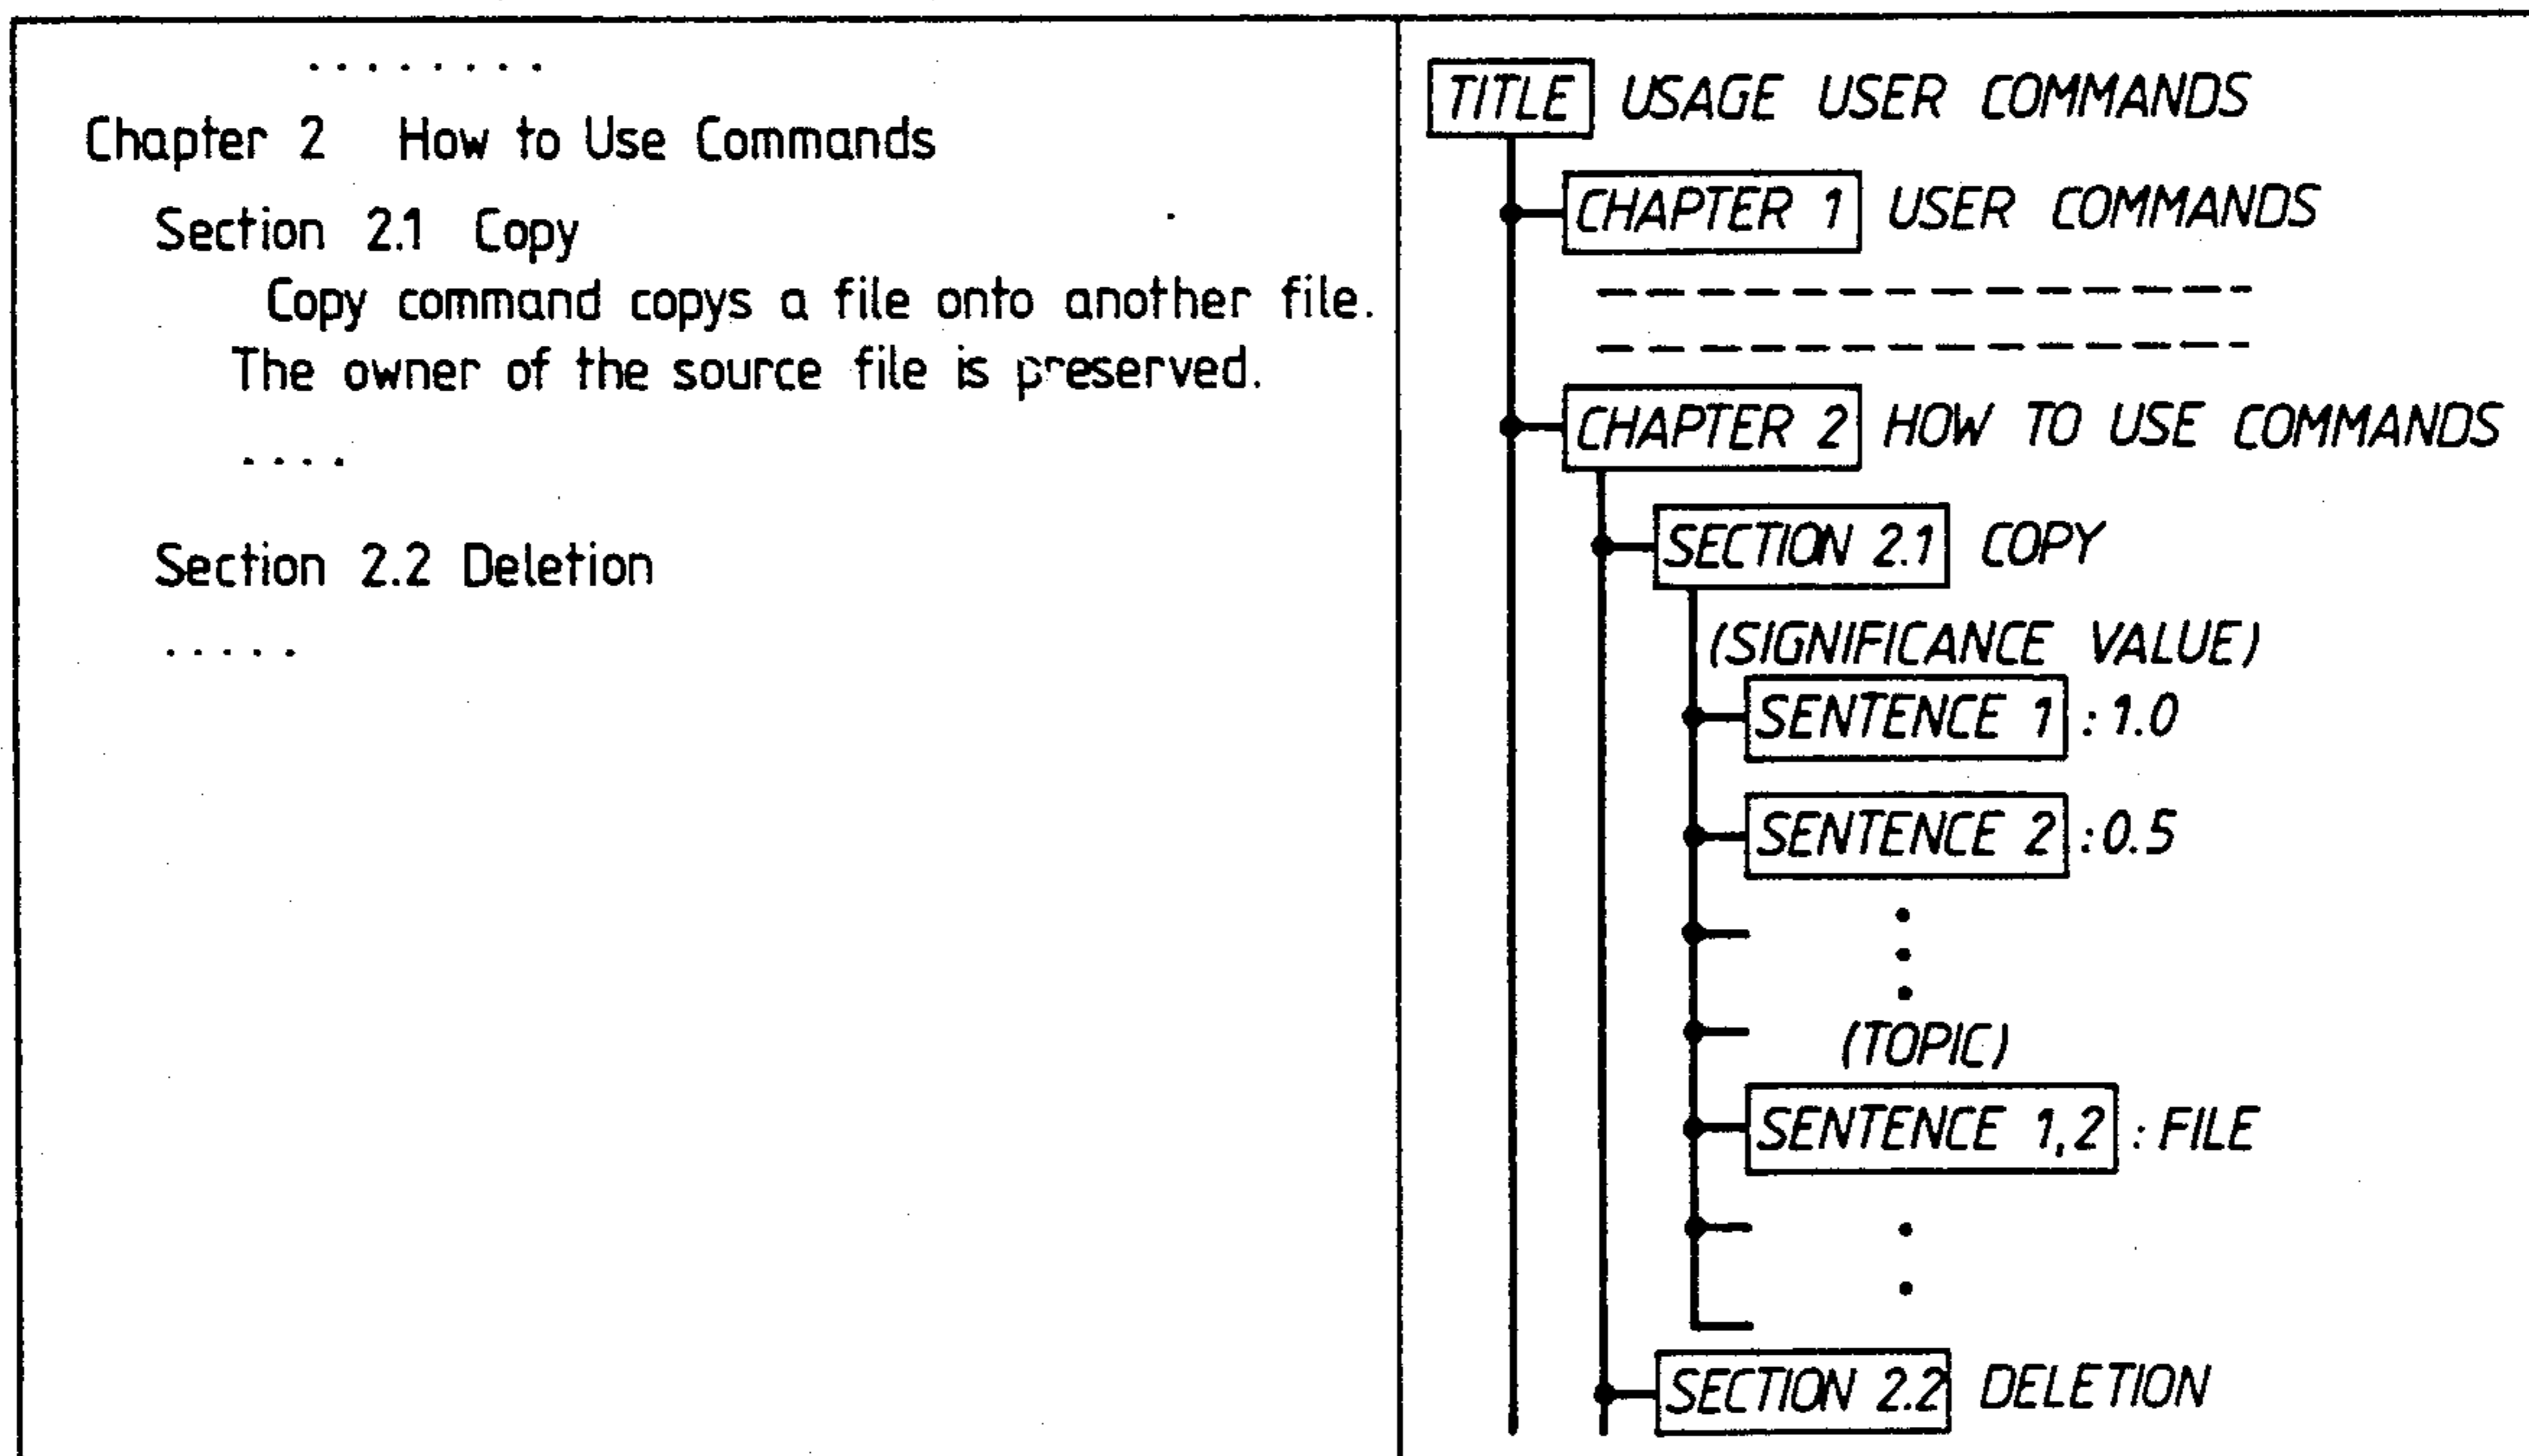 ........
Chapter 2 How to Use Commands
Section 2.1 Copy
Copy command copys a file onto another file.
The owner of the source file is preserved.
....
Section 2.2 Deletion
.....
TITLE USAGE USER COMMANDS
CHAPTER 1 USER COMMANDS
CHAPTER 2 HOW TO USE COMMANDS
SECTION 2.1 COPY
(SIGNIFICANCE VALUE)
SENTENCE 1 : 1.0
SENTENCE 2 : 0.5
(TOPIC)
SENTENCE 1,2 : FILE
SECTION 2.2 DELETION